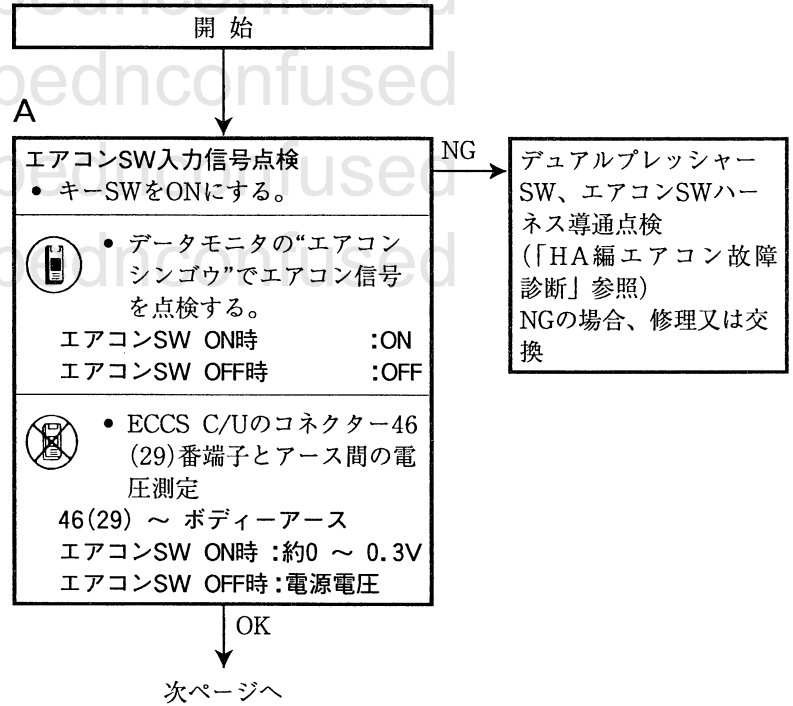 bednconfused
開 始
bednconfused
A
エアコンSW入力信号点検
• キーSWをONにする。
NG
デュアルプレッシャー
SW、エアコンSWハー
ネス導通点検
(「HA編エアコン故障
診断」参照)
NGの場合、修理又は交
換
bednconfused
• データモニタの“エアコン
シンゴウ”でエアコン信号
を点検する。
bednconfused
エアコンSW ON時 :ON
エアコンSW OFF時 :OFF
• ECCS C/Uのコネクター46
(29)番端子とアース間の電
圧測定
46(29) ～ ボディーアース
エアコンSW ON時 :約0 ～ 0.3V
エアコンSW OFF時:電源電圧
OK
次ページへ